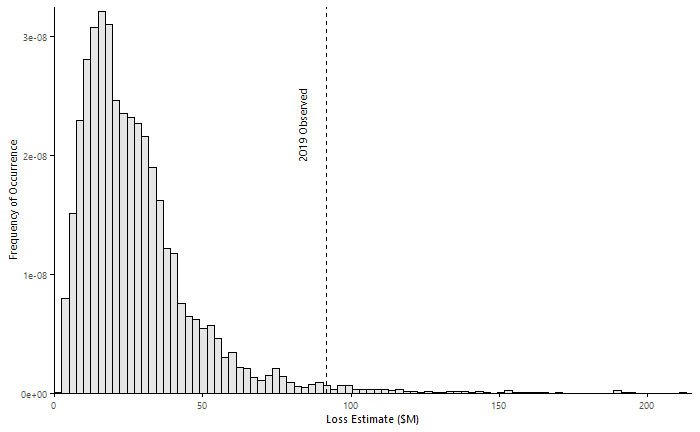 3e-08
2e-08
1e-08
0e+00
Frequency of Occurrence
2019 Observed
0
50
100
150
200
Loss Estimate ($M)